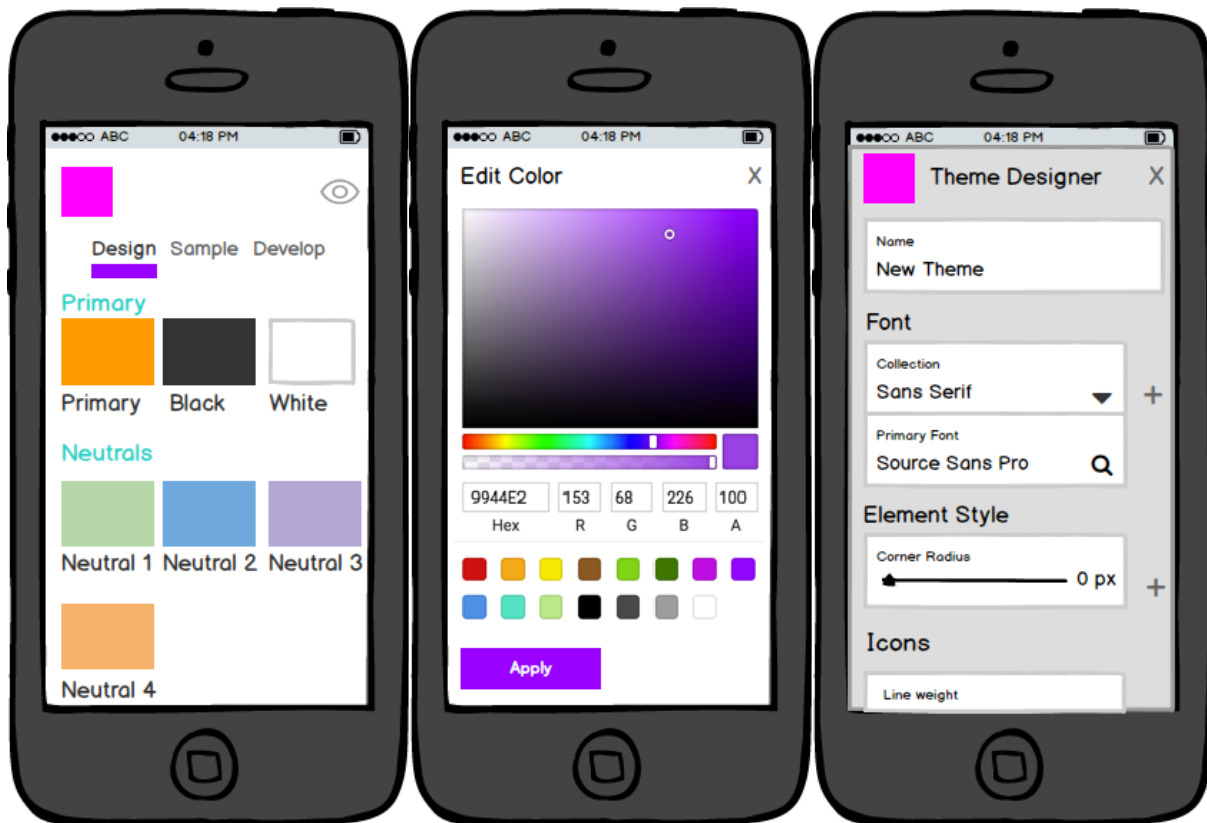 ABC 04:18 PM
Design Sample Develop
Primary
Primary Black White
Neutrals
Neutral 1 Neutral 2 Neutral 3
Neutral 4
ABC 04:18 PM
Edit Color X
9944E2 153 68 226 100
Hex R G B A
Apply
ABC 04:18 PM
Theme Designer X
Name
New Theme
Font
Collection
Sans Serif
+
Primary Font
Source Sans Pro
Element Style
Corner Radius
0 px
+
Icons
Line weight